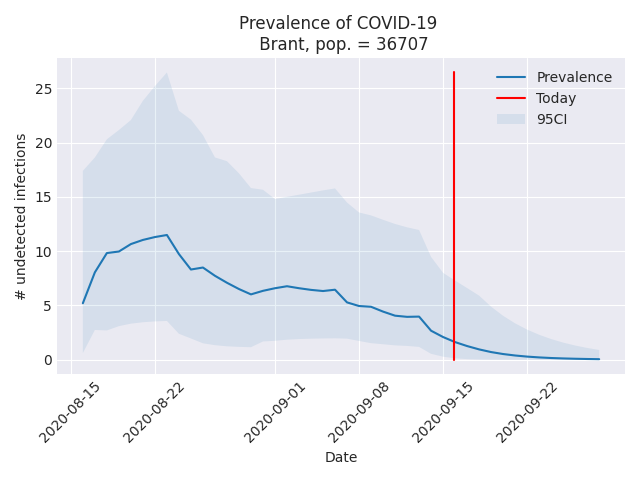 Prevalence of COVID-19
Brant, pop. = 36707
Prevalence
Today
95CI
# undetected infections
25
20
15
10
5
0
2020-08-15
2020-08-22
2020-09-01
2020-09-08
2020-09-15
2020-09-22
Date